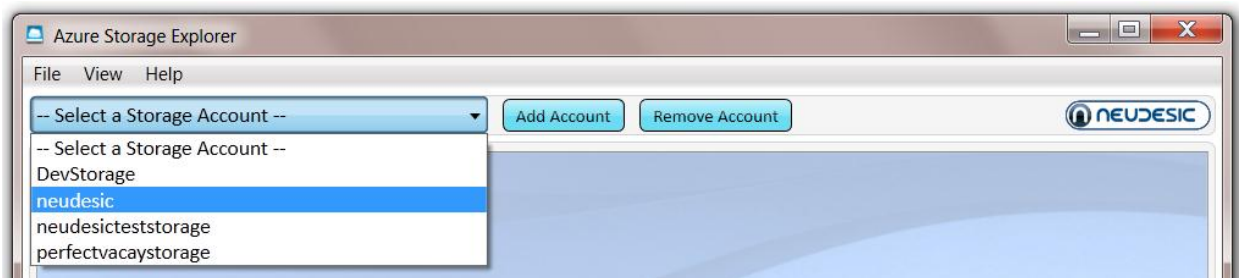 Azure Storage Explorer
X
File View Help
-- Select a Storage Account --
Add Account
Remove Account
NEUDESIC
-- Select a Storage Account --
DevStorage
neudesic
neudesicteststorage
perfectvacaystorage